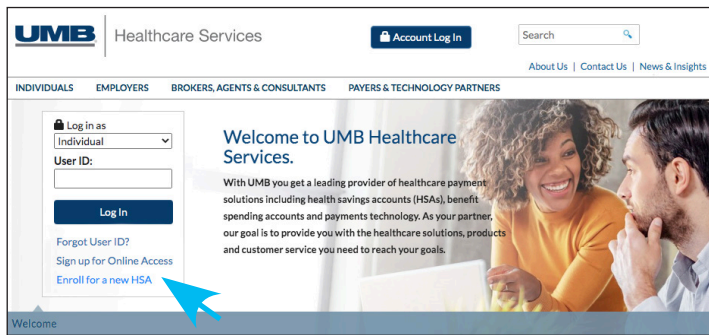 UMB Healthcare Services
Account Log In
Search
About Us | Contact Us | News & Insights
INDIVIDUALS EMPLOYERS BROKERS, AGENTS & CONSULTANTS PAYERS & TECHNOLOGY PARTNERS
Log in as
Individual
User ID:
Log In
Forgot User ID?
Sign up for Online Access
Enroll for a new HSA
Welcome to UMB Healthcare
Services.
With UMB you get a leading provider of healthcare payment
solutions including health savings accounts (HSAs), benefit
spending accounts and payments technology. As your partner,
our goal is to provide you with the healthcare solutions, products
and customer service you need to reach your goals.
Welcome